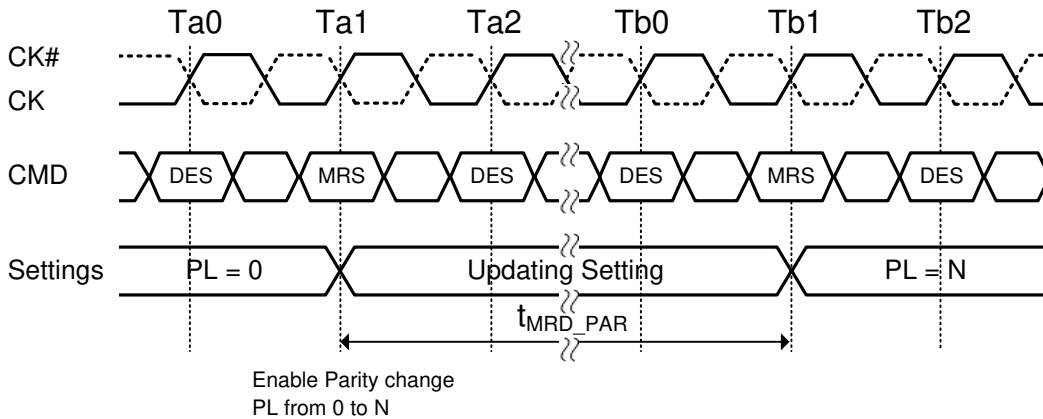 Ta0 Ta1 Ta2 Tb0 Tb1 Tb2
CK#
CK
CMD DES MRS DES DES MRS DES
Settings PL = 0 Updating Setting PL = N
tMRD_PAR
Enable Parity change
PL from 0 to N